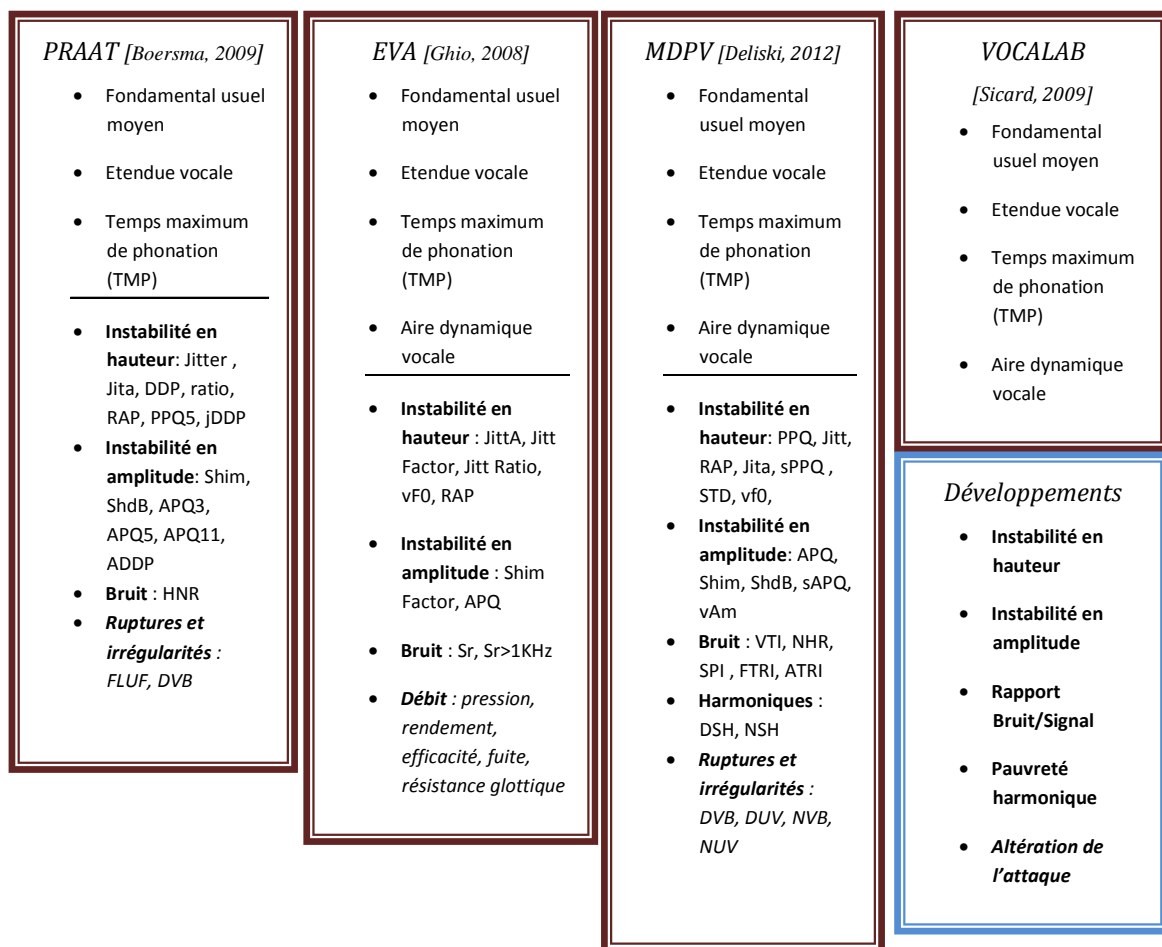 PRAAT [Boersma, 2009]
• Fondamental usuel
moyen
• Etendue vocale
• Temps maximum
de phonation
(TMP)
• Instabilité en
hauteur: Jitter ,
Jita, DDP, ratio,
RAP, PPQ5, jDDP
• Instabilité en
amplitude: Shim,
ShdB, APQ3,
APQ5, APQ11,
ADDP
• Bruit : HNR
• Ruptures et
irrégularités :
FLUF, DVB
EVA [Ghio, 2008]
• Fondamental usuel
moyen
• Etendue vocale
• Temps maximum
de phonation
(TMP)
• Aire dynamique
vocale
• Instabilité en
hauteur : JittA, Jitt
Factor, Jitt Ratio,
vF0, RAP
• Instabilité en
amplitude : Shim
Factor, APQ
• Bruit : Sr, Sr>1KHz
• Débit : pression,
rendement,
efficacité, fuite,
résistance glottique
MDPV [Deliski, 2012]
• Fondamental
usuel moyen
• Etendue vocale
• Temps maximum
de phonation
(TMP)
• Aire dynamique
vocale
• Instabilité en
hauteur: PPQ, Jitt,
RAP, Jita, sPPQ ,
STD, vf0,
• Instabilité en
amplitude: APQ,
Shim, ShdB, sAPQ,
vAm
• Bruit : VTI, NHR,
SPI , FTRI, ATRI
• Harmoniques :
DSH, NSH
• Ruptures et
irrégularités :
DVB, DUV, NVB,
NUV
VOCALAB
[Sicard, 2009]
• Fondamental
usuel moyen
• Etendue vocale
• Temps maximum
de phonation
(TMP)
• Aire dynamique
vocale
Développements
• Instabilité en
hauteur
• Instabilité en
amplitude
• Rapport
Bruit/Signal
• Pauvreté
harmonique
• Altération de
l’attaque